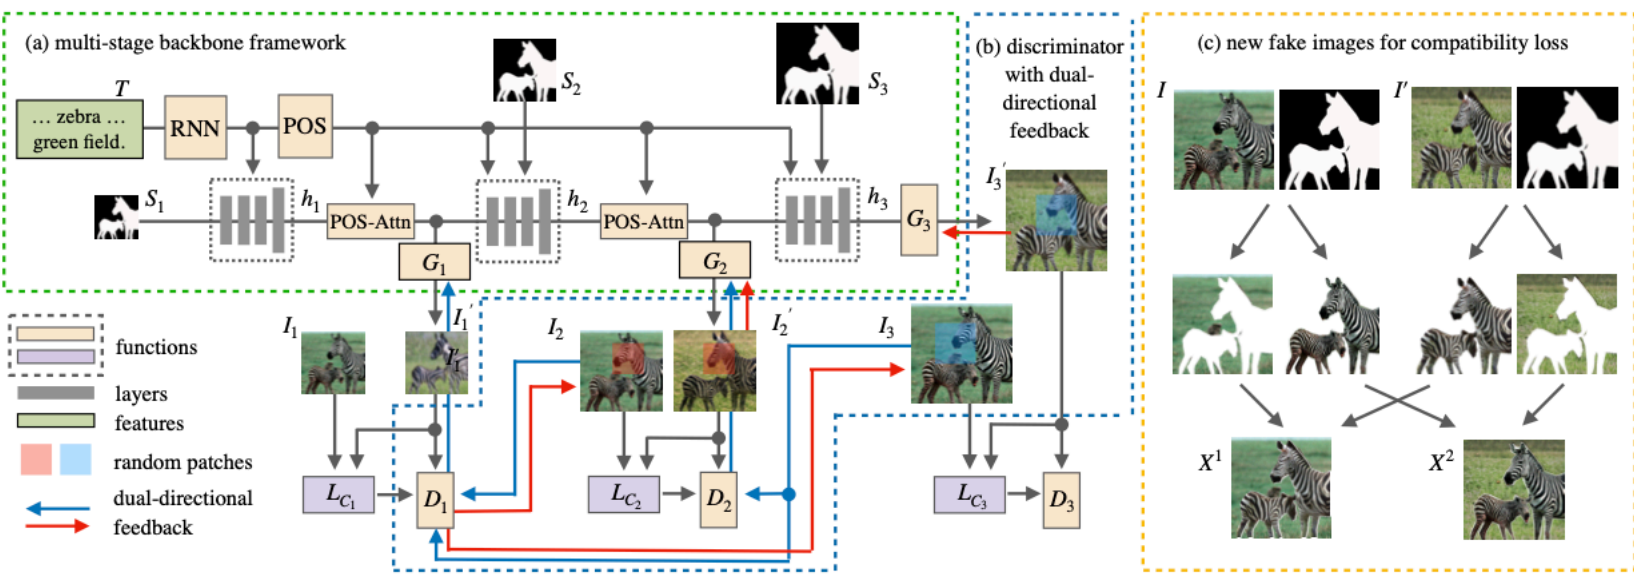 (a) multi-stage backbone framework
T
... zebra ...
green field.
RNN
POS
S2
S3
S1
h1
POS-Attn
h2
POS-Attn
h3
G3
G1
G2
(b) discriminator
with dual-
directional
feedback
I3'
I1
I1'
I2
I2'
I3
LC1
D1
LC2
D2
LC3
D3
functions
layers
features
random patches
dual-directional
feedback
(c) new fake images for compatibility loss
I
I'
X1
X2